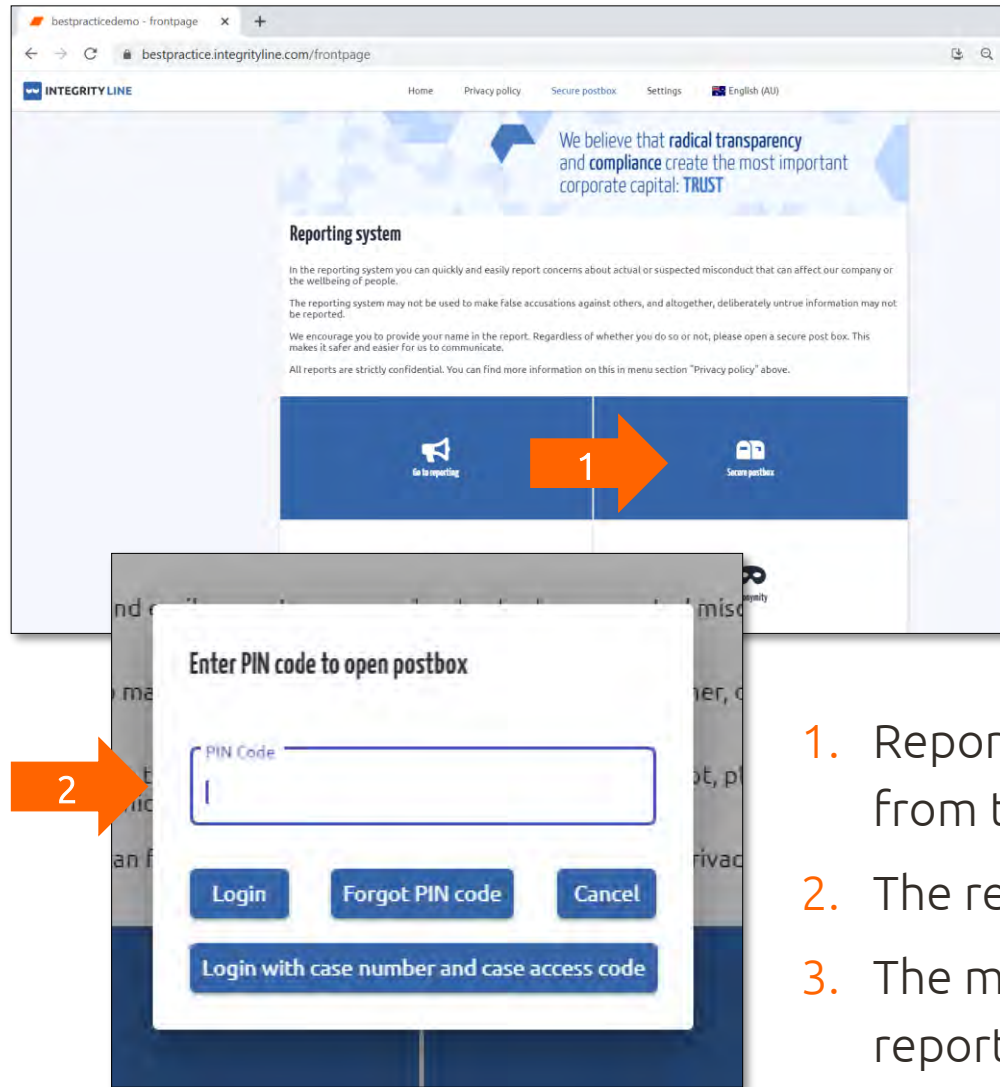 bestpracticedemo - frontpage
bestpractice.integrityline.com/frontpage
INTEGRITY LINE
Home Privacy policy Secure postbox Settings English (AU)
We believe that radical transparency
and compliance create the most important
corporate capital: TRUST
Reporting system
In the reporting system you can quickly and easily report concerns about actual or suspected misconduct that can affect our company or
the wellbeing of people.
The reporting system may not be used to make false accusations against others, and altogether, deliberately untrue information may not
be reported.
We encourage you to provide your name in the report. Regardless of whether you do so or not, please open a secure post box. This
makes it safer and easier for us to communicate.
All reports are strictly confidential. You can find more information on this in menu section "Privacy policy" above.
Go to reporting
1
Secure postbox
Enter PIN code to open postbox
PIN Code
2
Login Forgot PIN code Cancel
Login with case number and case access code
1. Repor
from t
2. The re
3. The m
report